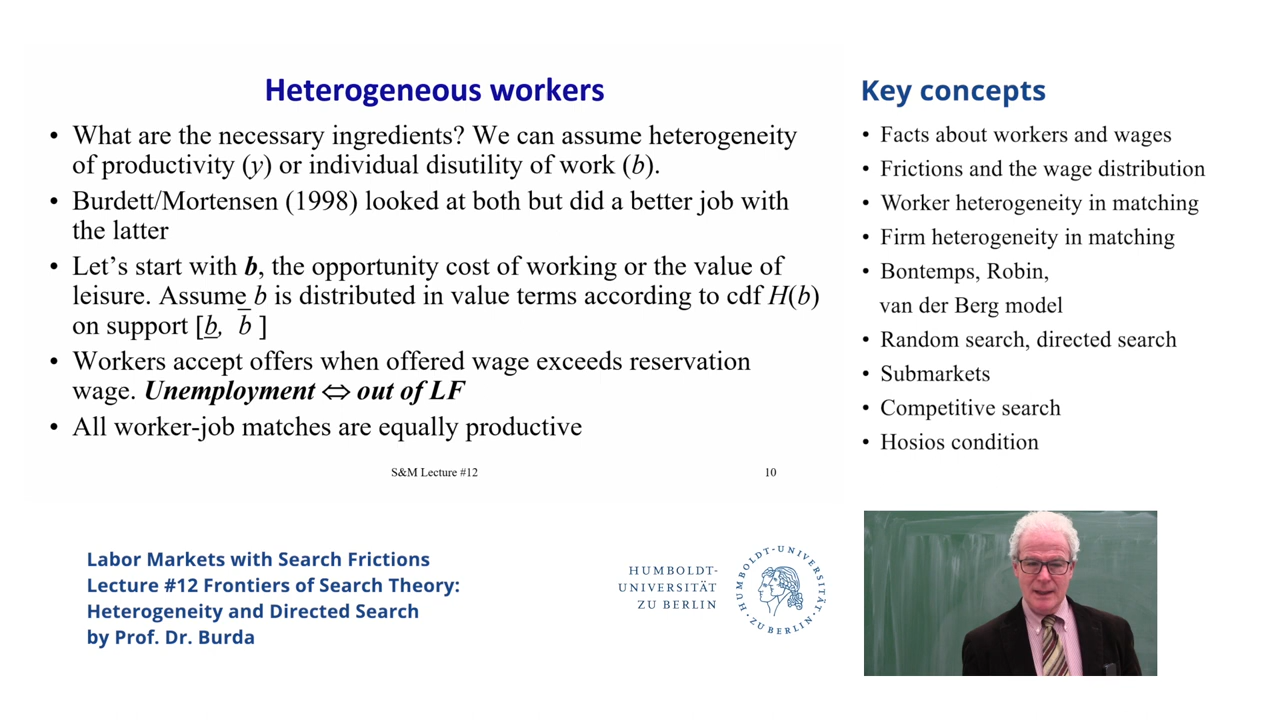 Heterogeneous workers
• What are the necessary ingredients? We can assume heterogeneity
of productivity (y) or individual disutility of work (b).
• Burdett/Mortensen (1998) looked at both but did a better job with
the latter
• Let’s start with b, the opportunity cost of working or the value of
leisure. Assume b is distributed in value terms according to cdf H(b)
on support [b̲, b̅ ]
• Workers accept offers when offered wage exceeds reservation
wage. Unemployment ⇔ out of LF
• All worker-job matches are equally productive
S&M Lecture #12
10
Key concepts
• Facts about workers and wages
• Frictions and the wage distribution
• Worker heterogeneity in matching
• Firm heterogeneity in matching
• Bontemps, Robin,
van der Berg model
• Random search, directed search
• Submarkets
• Competitive search
• Hosios condition
Labor Markets with Search Frictions
Lecture #12 Frontiers of Search Theory:
Heterogeneity and Directed Search
by Prof. Dr. Burda
HUMBOLDT-
UNIVERSITÄT
ZU BERLIN
HUMBOLDT-UNIVERSITÄT
·ZU BERLIN·